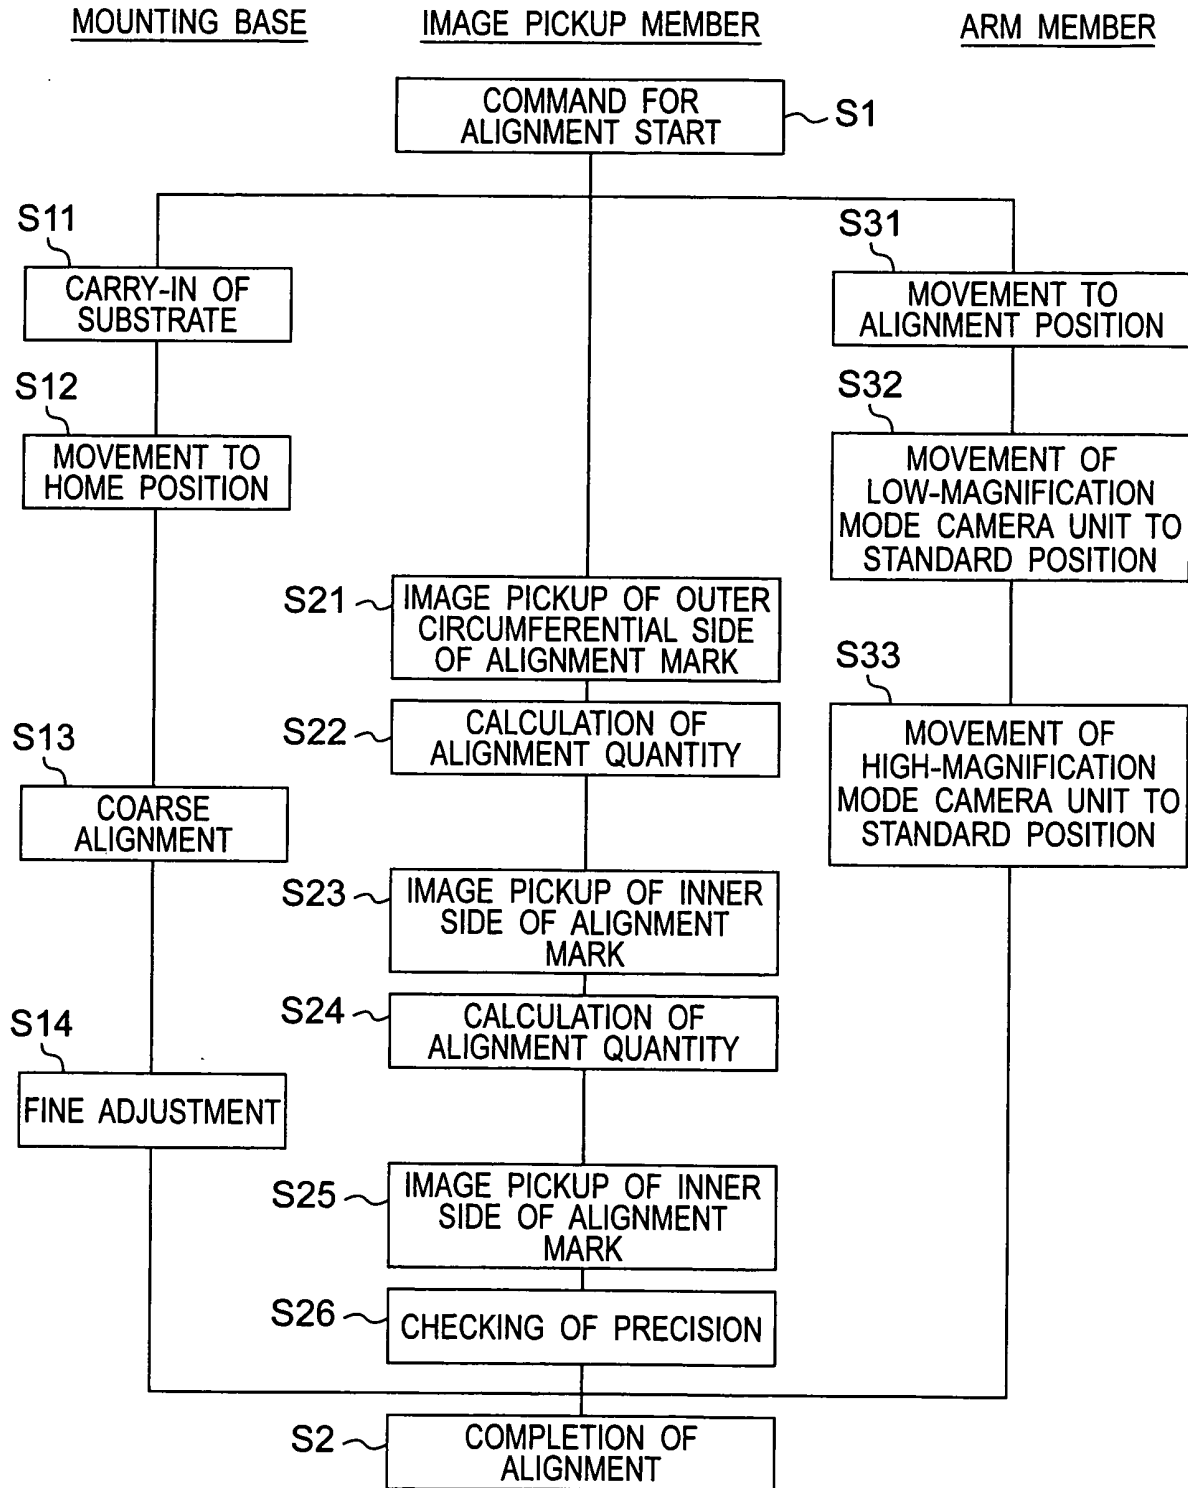 MOUNTING BASE
IMAGE PICKUP MEMBER
ARM MEMBER
COMMAND FOR
ALIGNMENT START
S1
S11
CARRY-IN OF
SUBSTRATE
S31
MOVEMENT TO
ALIGNMENT POSITION
S12
MOVEMENT TO
HOME POSITION
S32
MOVEMENT OF
LOW-MAGNIFICATION
MODE CAMERA UNIT TO
STANDARD POSITION
S21
IMAGE PICKUP OF OUTER
CIRCUMFERENTIAL SIDE
OF ALIGNMENT MARK
S22
CALCULATION OF
ALIGNMENT QUANTITY
S33
MOVEMENT OF
HIGH-MAGNIFICATION
MODE CAMERA UNIT TO
STANDARD POSITION
S13
COARSE
ALIGNMENT
S23
IMAGE PICKUP OF INNER
SIDE OF ALIGNMENT
MARK
S24
CALCULATION OF
ALIGNMENT QUANTITY
S14
FINE ADJUSTMENT
S25
IMAGE PICKUP OF INNER
SIDE OF ALIGNMENT
MARK
S26
CHECKING OF PRECISION
S2
COMPLETION OF
ALIGNMENT